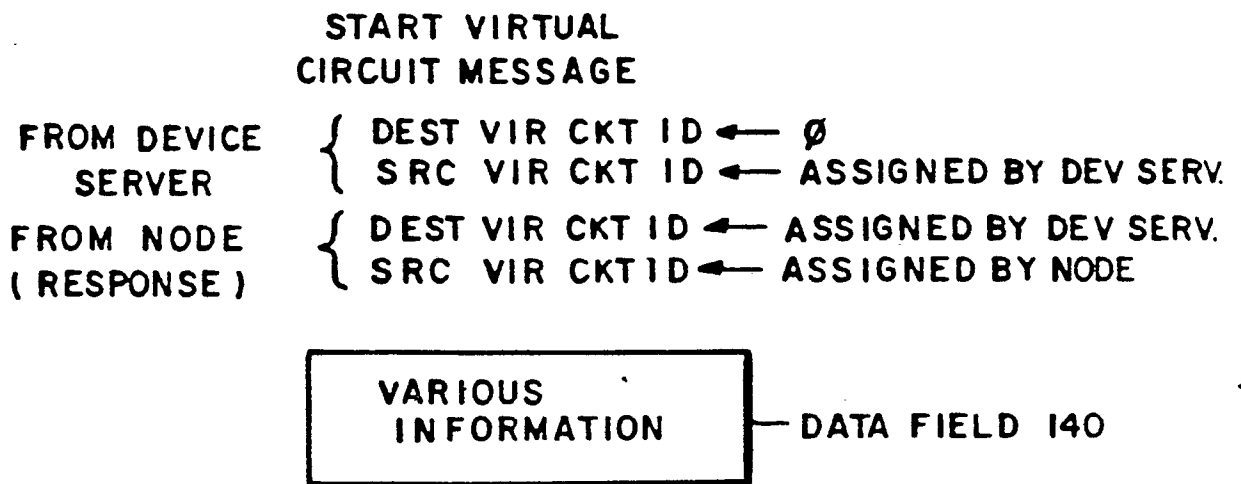 START VIRTUAL
CIRCUIT MESSAGE
FROM DEVICE SERVER { DEST VIR CKT ID ← Ø
SRC VIR CKT ID ← ASSIGNED BY DEV SERV.
FROM NODE (RESPONSE) { DEST VIR CKT ID ← ASSIGNED BY DEV SERV.
SRC VIR CKT ID ← ASSIGNED BY NODE
VARIOUS
INFORMATION
DATA FIELD 140